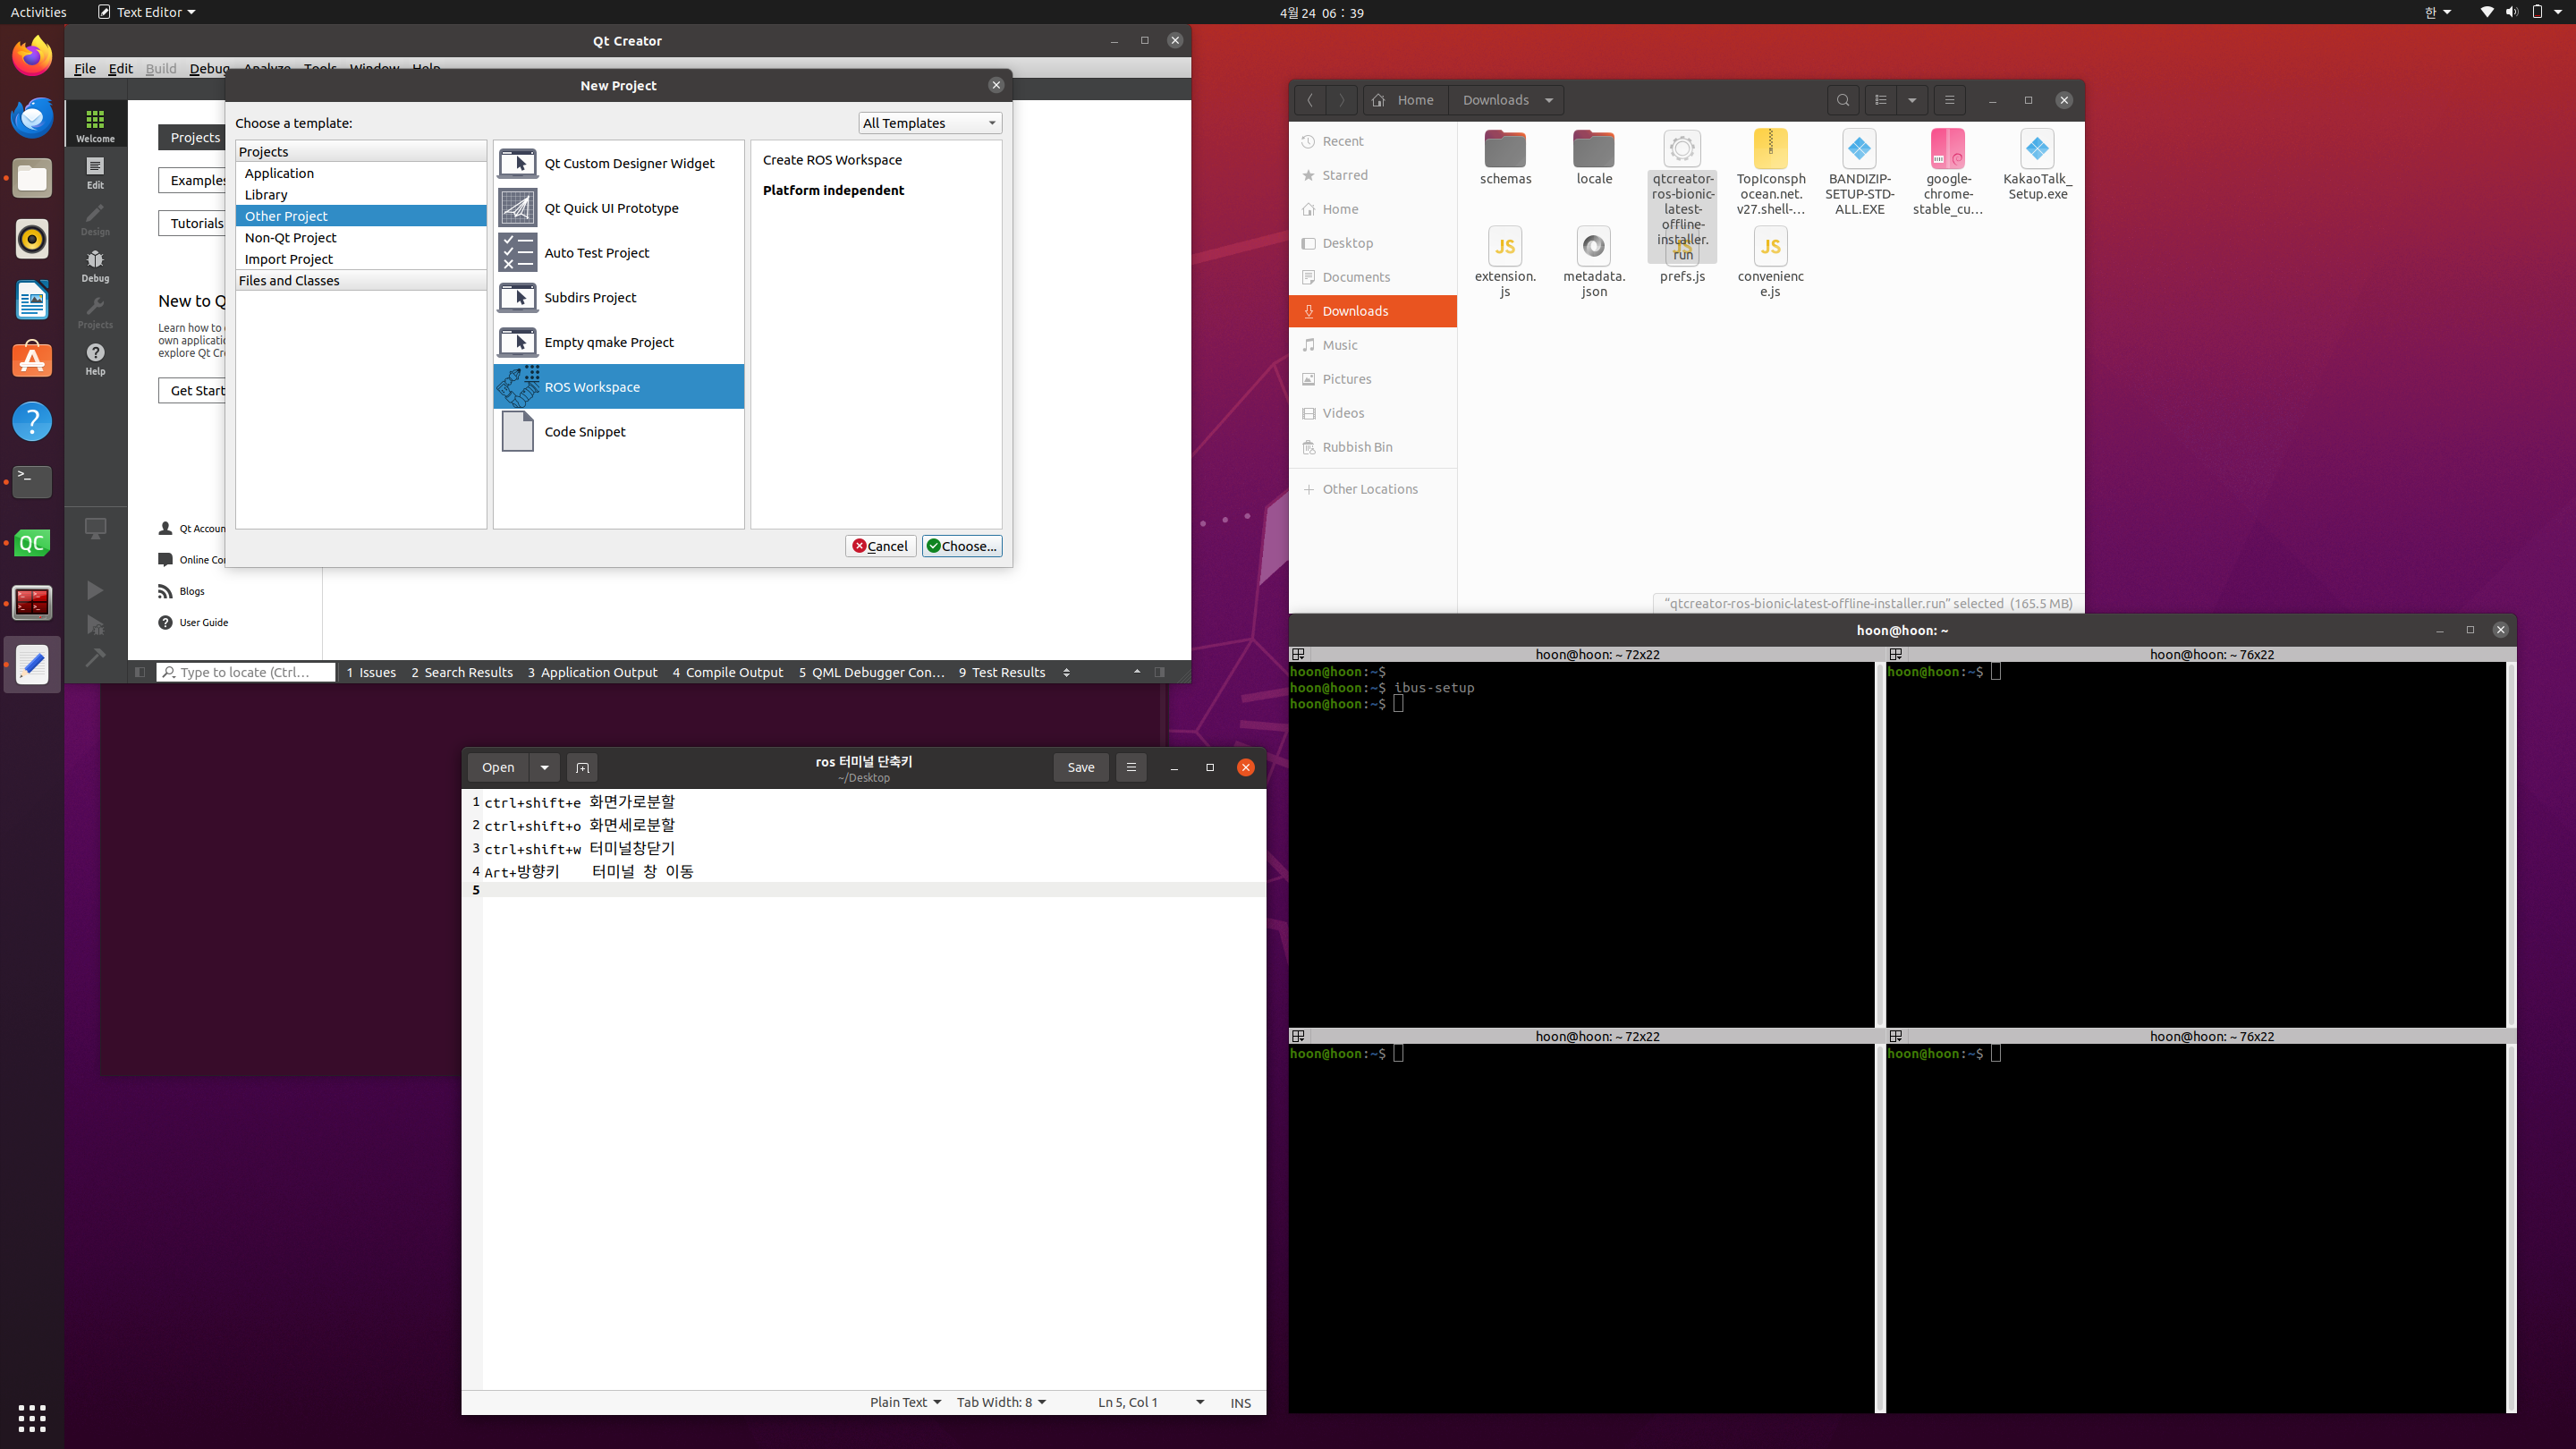 Activities
Text Editor
4월 24 06 : 39
한
Qt Creator
File Edit Build Debug Analyze Tools Window Help
New Project
Choose a template:
All Templates
Projects
Application
Library
Other Project
Non-Qt Project
Import Project
Files and Classes
Qt Custom Designer Widget
Qt Quick UI Prototype
Auto Test Project
Subdirs Project
Empty qmake Project
ROS Workspace
Code Snippet
Create ROS Workspace
Platform independent
Cancel
Choose...
Welcome
Edit
Design
Debug
Projects
Help
Projects
Examples
Tutorials
New to Q
Learn how to
own applicatio
explore Qt Cre
Get Start
Qt Accoun
Online Co
Blogs
User Guide
Type to locate (Ctrl...
1 Issues
2 Search Results
3 Application Output
4 Compile Output
5 QML Debugger Con...
9 Test Results
QC
Home
Downloads
Recent
Starred
Home
Desktop
Documents
Downloads
Music
Pictures
Videos
Rubbish Bin
Other Locations
schemas
locale
qtcreator-
ros-bionic-
latest-
offline-
installer.
run
TopIconsph
ocean.net.
v27.shell-...
BANDIZIP-
SETUP-STD-
ALL.EXE
google-
chrome-
stable_cu...
KakaoTalk_
Setup.exe
JS
extension.
js
metadata.
json
JS
prefs.js
JS
convenienc
e.js
"qtcreator-ros-bionic-latest-offline-installer.run" selected (165.5 MB)
hoon@hoon: ~
hoon@hoon: ~ 72x22
hoon@hoon:~$
hoon@hoon:~$ ibus-setup
hoon@hoon:~$
hoon@hoon: ~ 76x22
hoon@hoon:~$
hoon@hoon: ~ 72x22
hoon@hoon:~$
hoon@hoon: ~ 76x22
hoon@hoon:~$
Open
ros 터미널 단축키
~/Desktop
Save
1 ctrl+shift+e 화면가로분할
2 ctrl+shift+o 화면세로분할
3 ctrl+shift+w 터미널창닫기
4 Art+방향키 터미널 창 이동
5
Plain Text
Tab Width: 8
Ln 5, Col 1
INS